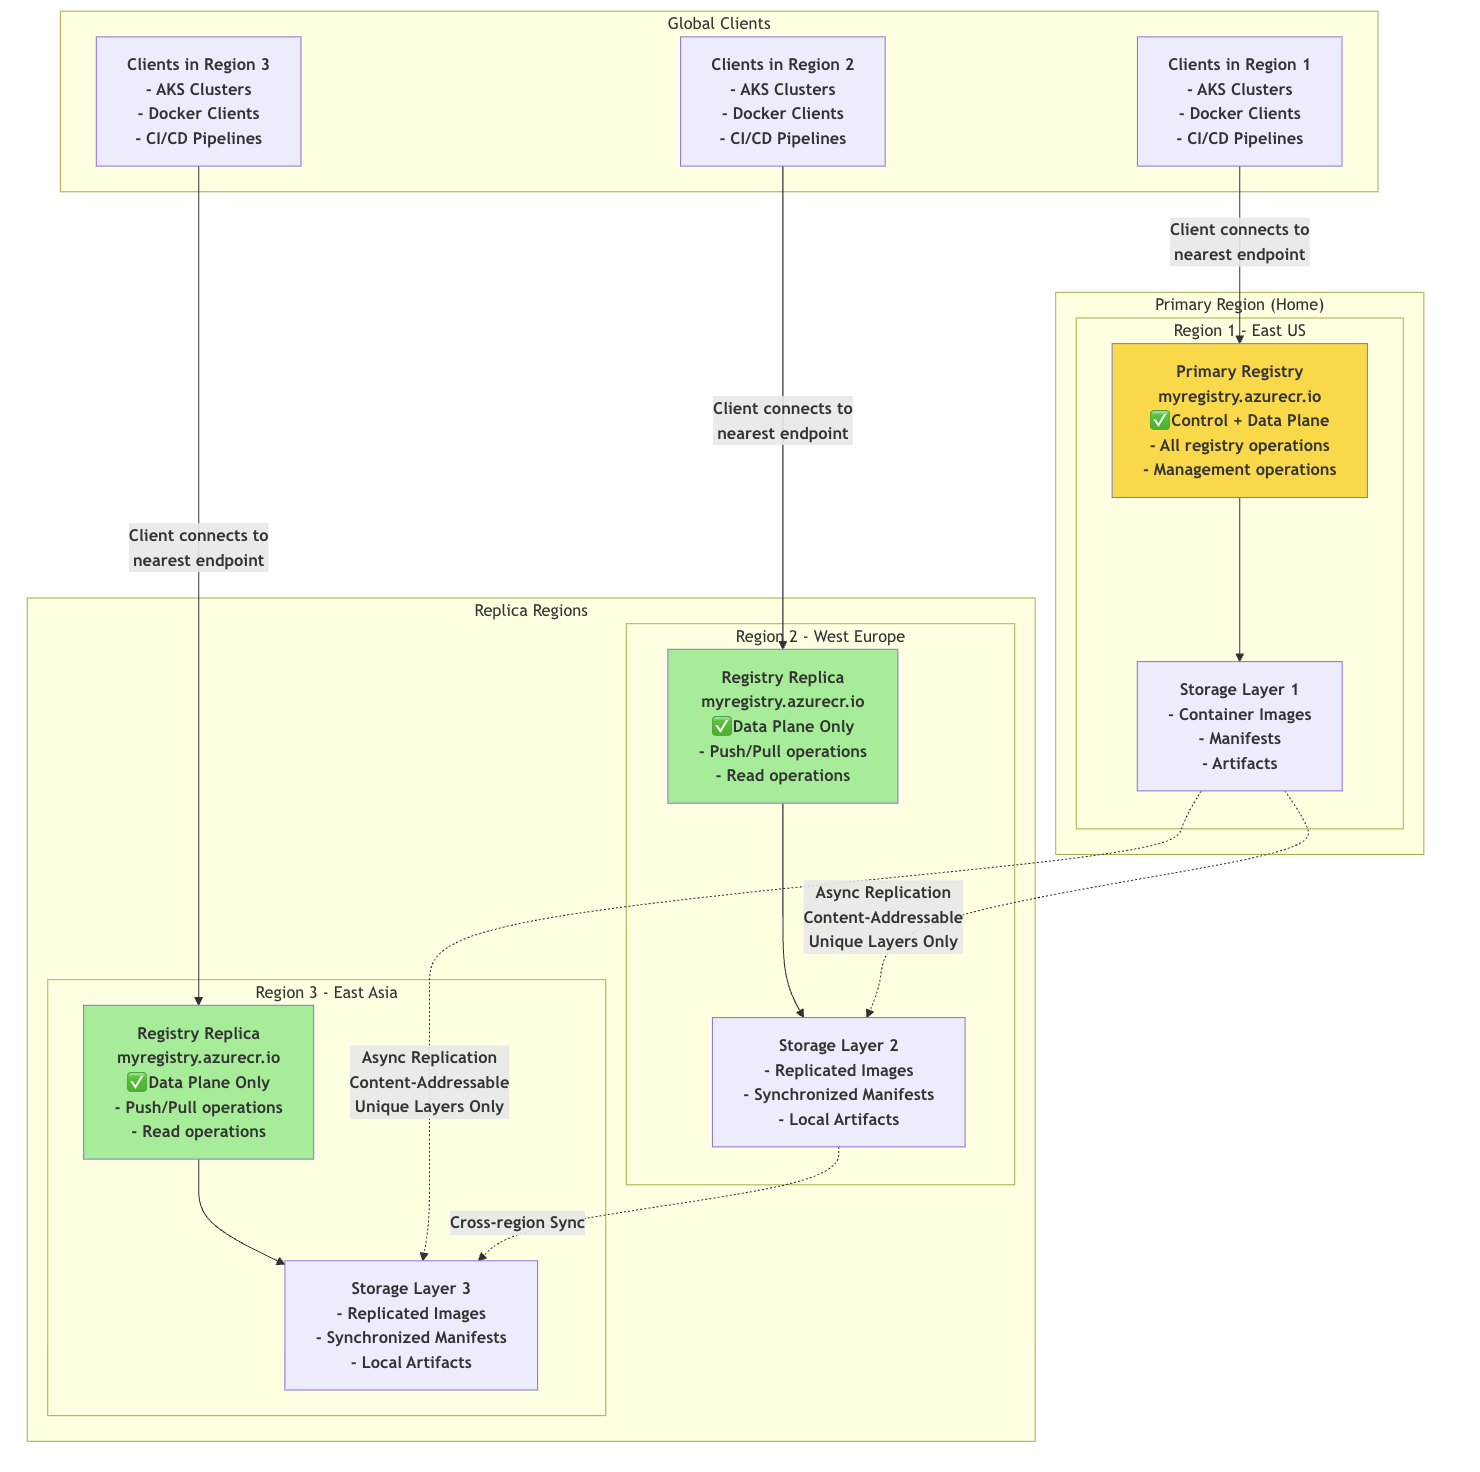 Global Clients
Clients in Region 3
- AKS Clusters
- Docker Clients
- CI/CD Pipelines
Clients in Region 2
- AKS Clusters
- Docker Clients
- CI/CD Pipelines
Clients in Region 1
- AKS Clusters
- Docker Clients
- CI/CD Pipelines
Client connects to
nearest endpoint
Primary Region (Home)
Region 1 - East US
Primary Registry
myregistry.azurecr.io
✅Control + Data Plane
- All registry operations
- Management operations
Client connects to
nearest endpoint
Client connects to
nearest endpoint
Replica Regions
Region 2 - West Europe
Registry Replica
myregistry.azurecr.io
✅Data Plane Only
- Push/Pull operations
- Read operations
Storage Layer 1
- Container Images
- Manifests
- Artifacts
Async Replication
Content-Addressable
Unique Layers Only
Region 3 - East Asia
Registry Replica
myregistry.azurecr.io
✅Data Plane Only
- Push/Pull operations
- Read operations
Async Replication
Content-Addressable
Unique Layers Only
Storage Layer 2
- Replicated Images
- Synchronized Manifests
- Local Artifacts
Cross-region Sync
Storage Layer 3
- Replicated Images
- Synchronized Manifests
- Local Artifacts